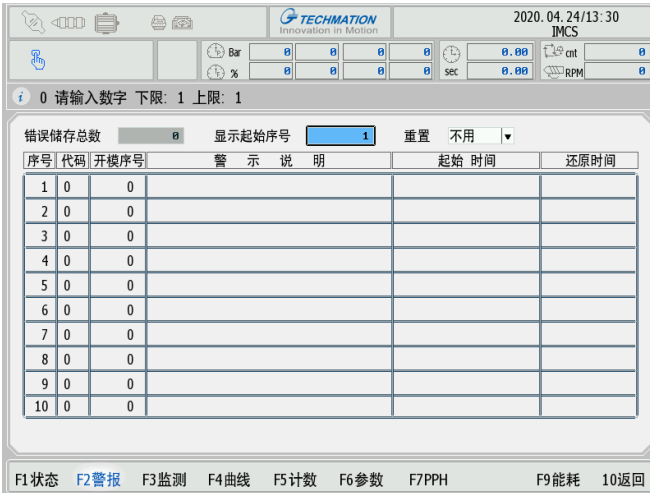 TECHMATION
Innovation in Motion
2020.04.24/13:30
IMCS
Bar 0 0 0 0 0.00 cnt 0
% 0 0 0 0 sec 0.00 RPM 0
i 0 请输入数字 下限: 1 上限: 1
错误储存总数 0 显示起始序号 1 重置 不用
序号 代码 开模序号 警 示 说 明 起始 时间 还原时间
1 0 0
2 0 0
3 0 0
4 0 0
5 0 0
6 0 0
7 0 0
8 0 0
9 0 0
10 0 0
F1状态 F2警报 F3监测 F4曲线 F5计数 F6参数 F7PPH F9能耗 10返回